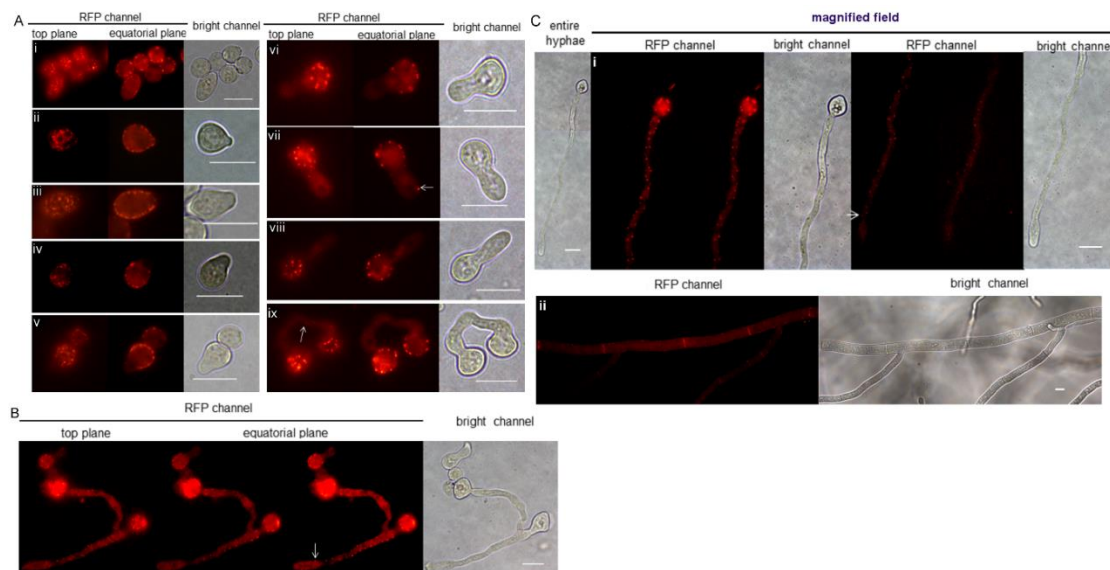 A
RFP channel
top plane equatorial plane bright channel
i
ii
iii
iv
v
RFP channel
top plane equatorial plane bright channel
vi
vii
viii
ix
B
RFP channel
top plane equatorial plane bright channel
C
magnified field
entire
hyphae
RFP channel bright channel RFP channel bright channel
i
RFP channel bright channel
ii